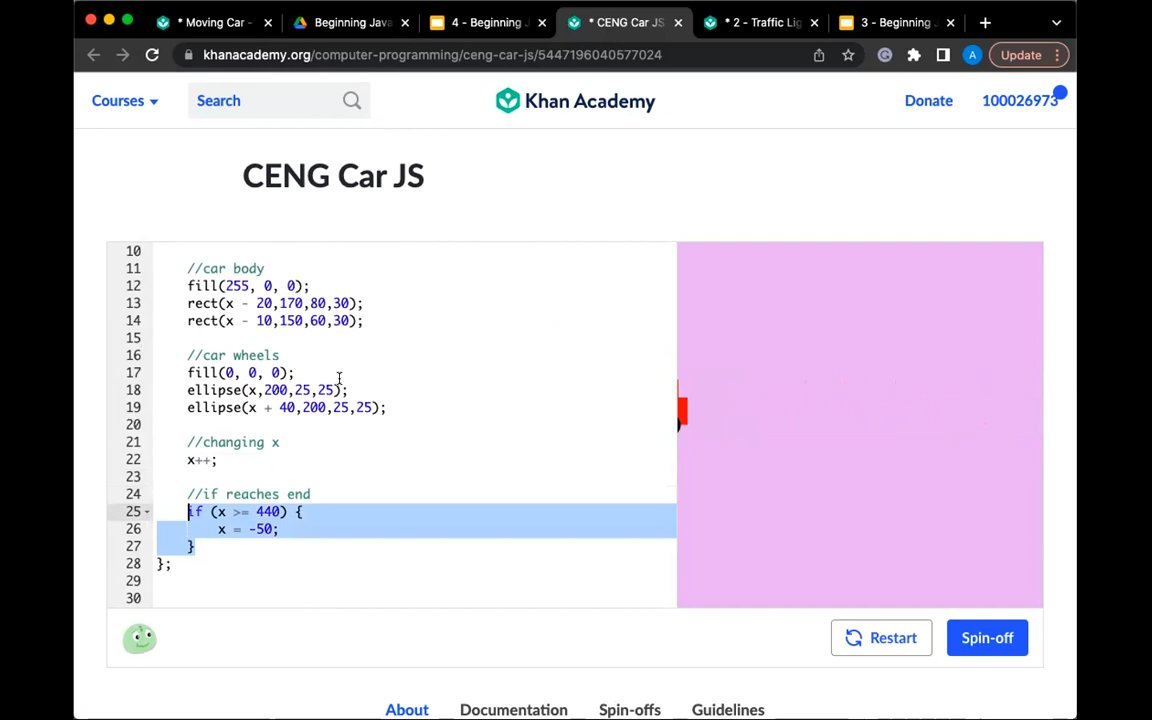 * Moving Car -
Beginning Java
4 - Beginning J
* CENG Car JS
* 2 - Traffic Lig
3 - Beginning J
khanacademy.org/computer-programming/ceng-car-js/5447196040577024
A
Update
Courses
Search
Khan Academy
Donate
100026973
CENG Car JS
10
11 //car body
12 fill(255, 0, 0);
13 rect(x - 20,170,80,30);
14 rect(x - 10,150,60,30);
15
16 //car wheels
17 fill(0, 0, 0);
18 ellipse(x,200,25,25);
19 ellipse(x + 40,200,25,25);
20
21 //changing x
22 x++;
23
24 //if reaches end
25 if (x >= 440) {
26 x = -50;
27 }
28 };
29
30
Restart
Spin-off
About Documentation Spin-offs Guidelines